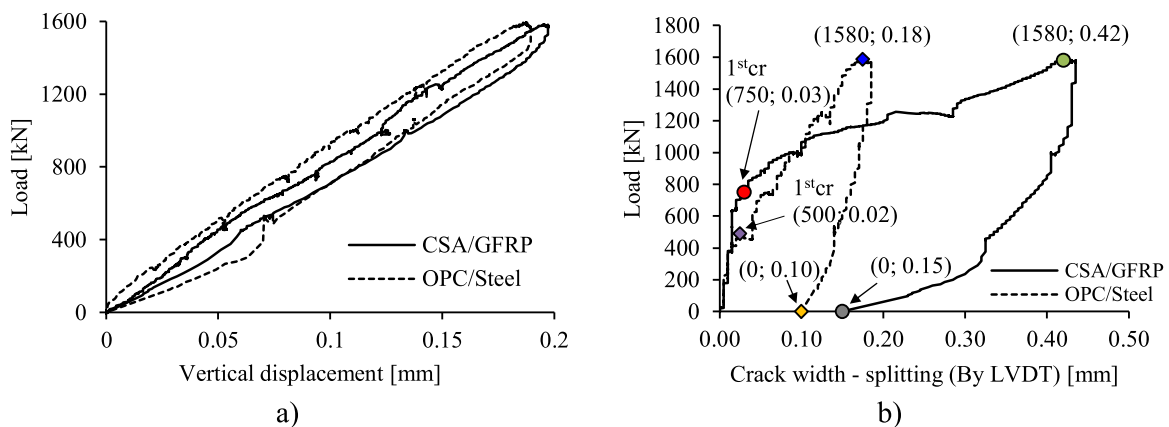 1600
1200
800
400
0
Load [kN]
0
0.05
0.1
0.15
0.2
Vertical displacement [mm]
CSA/GFRP
OPC/Steel
a)
1800
1600
1400
1200
1000
800
600
400
200
0
Load [kN]
0.00
0.10
0.20
0.30
0.40
0.50
Crack width - splitting (By LVDT) [mm]
(1580; 0.18)
(1580; 0.42)
1stcr
(750; 0.03)
1stcr
(500; 0.02)
(0; 0.10)
(0; 0.15)
CSA/GFRP
OPC/Steel
b)